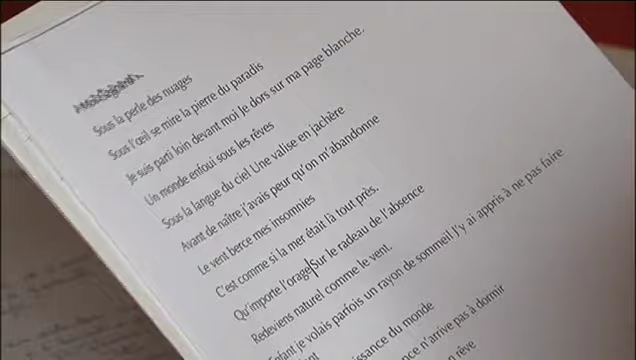 Sous la perle des nuages
Sous l'œil se mire la pierre du paradis
Je suis parti loin devant moi Je dors sur ma page blanche.
Un monde enfoui sous les rêves
Sous la langue du ciel Une valise en jachère
Avant de naître j'avais peur qu'on m'abandonne
Le vent berce mes insomnies
C'est comme si la mer était là tout près.
Qu'importe l'orage Sur le radeau de l'absence
Redeviens naturel comme le vent.
Enfant je volais parfois un rayon de sommeil J'y ai appris à ne pas faire
du monde
n'arrive pas à dormir
rêve